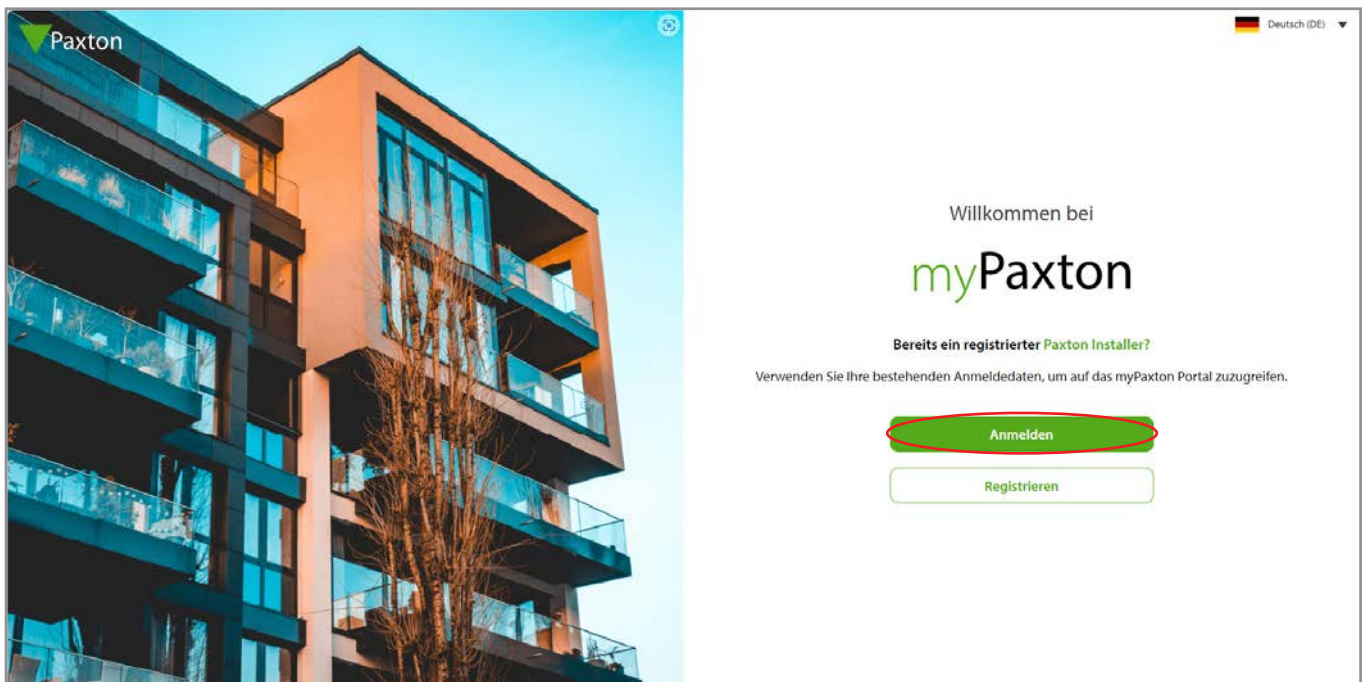 Paxton
Deutsch (DE)
Willkommen bei
myPaxton
Bereits ein registrierter Paxton Installer?
Verwenden Sie Ihre bestehenden Anmeldedaten, um auf das myPaxton Portal zuzugreifen.
Anmelden
Registrieren